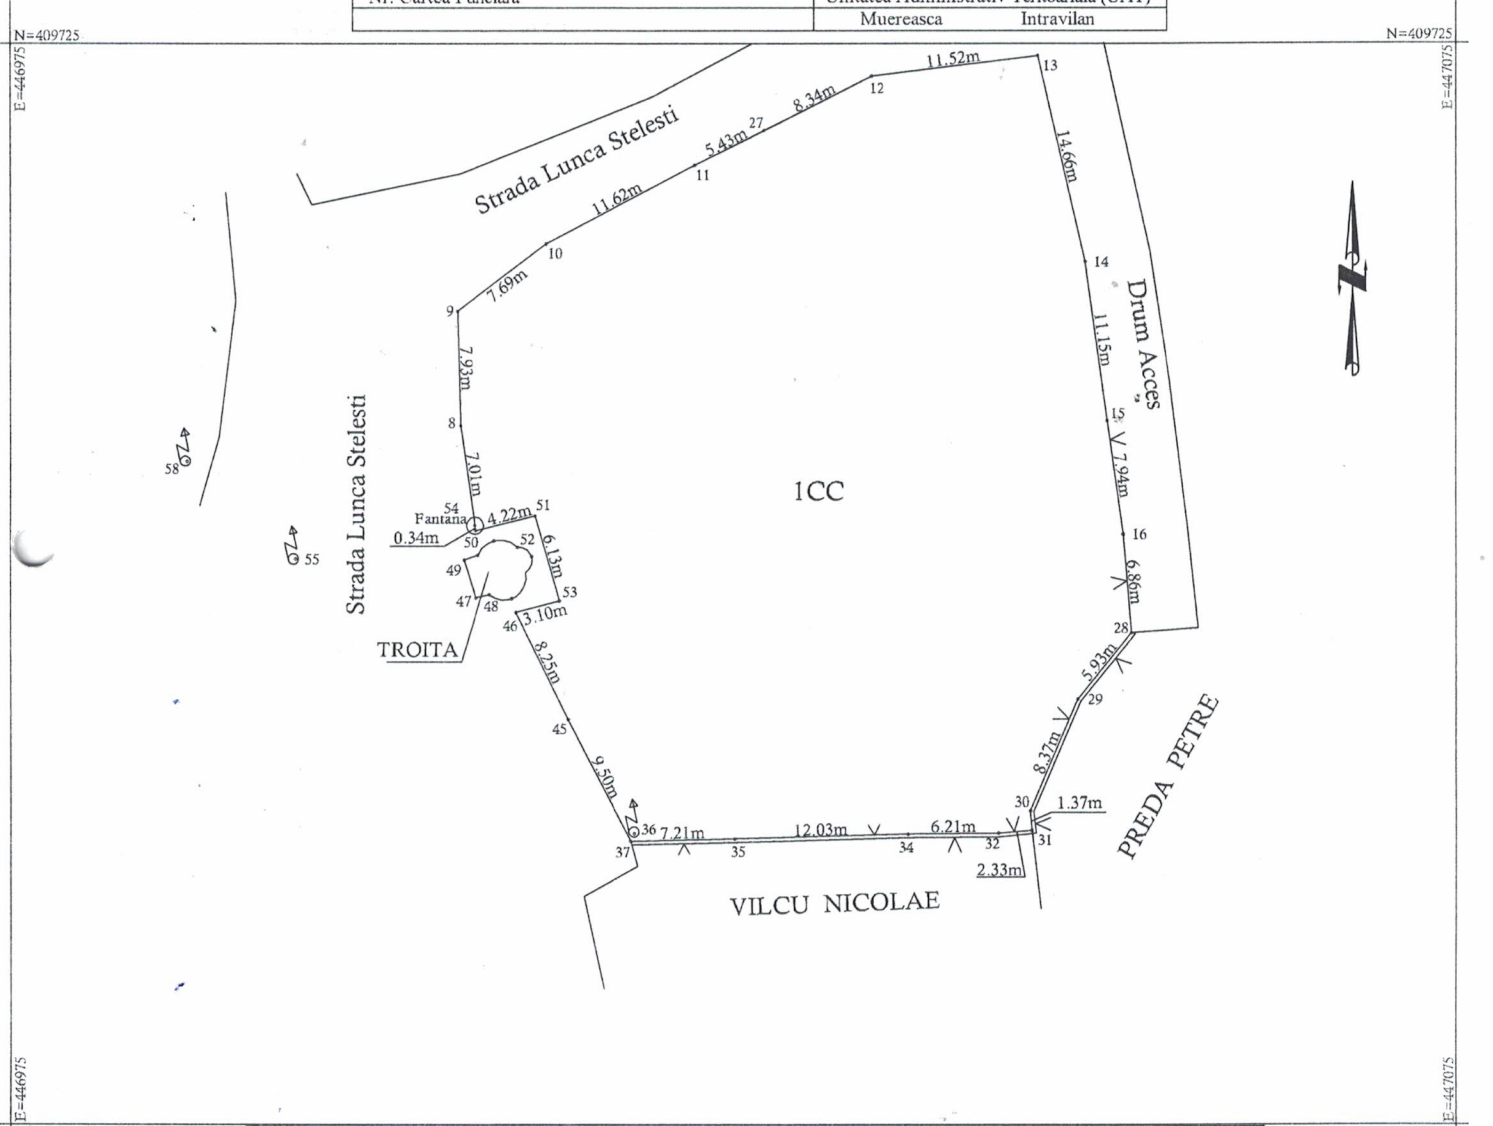 Muereasca Intravilan
N=409725
N=409725
E=446975
E=447075
11.52m
13
12
8.34m
27
5.43m
11
Strada Lunca Stelesti
11.62m
10
7.69m
9
14.66m
14
Drum Acces
11.15m
15
7.93m
8
7.01m
Strada Lunca Stelesti
58
55
54
Fantana
4.22m
51
0.34m
50
52
49
6.13m
47
48
53
46
3.10m
TROITA
1CC
7.94m
16
6.86m
28
5.93m
29
8.25m
45
9.50m
8.37m
30
1.37m
PREDA PETRE
36
7.21m
12.03m
6.21m
37
35
34
32
31
2.33m
VILCU NICOLAE
E=446975
E=447075